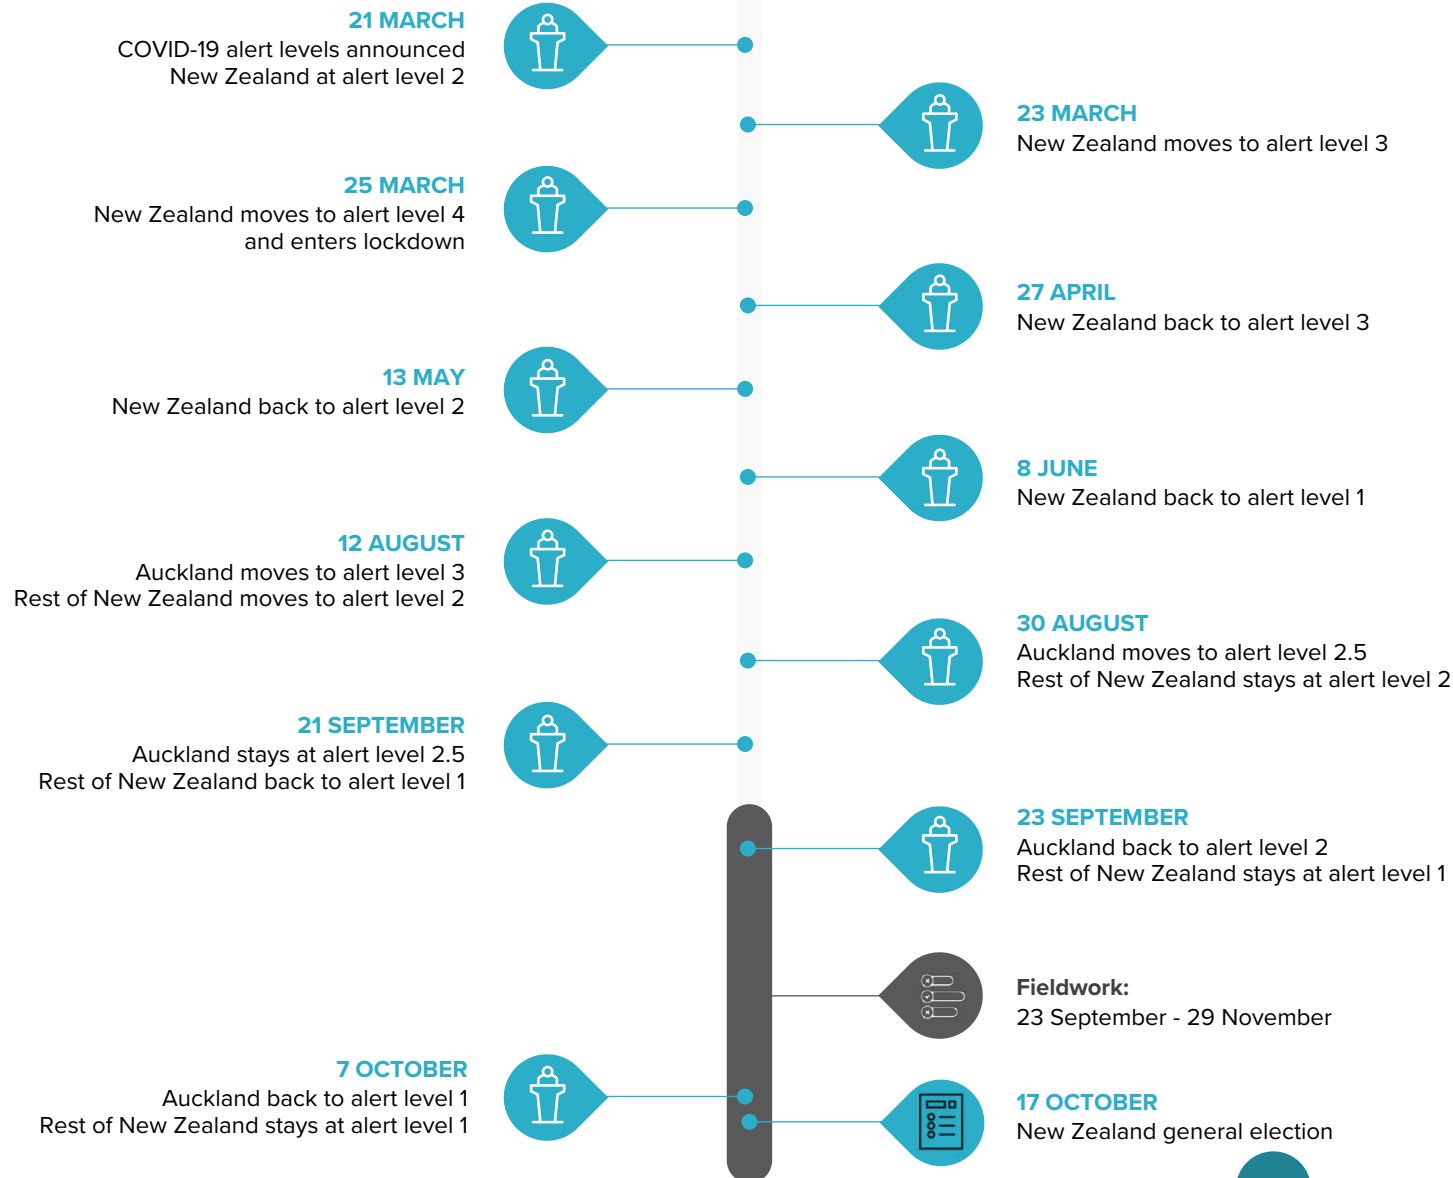 21 MARCH
COVID-19 alert levels announced
New Zealand at alert level 2
23 MARCH
New Zealand moves to alert level 3
25 MARCH
New Zealand moves to alert level 4
and enters lockdown
27 APRIL
New Zealand back to alert level 3
13 MAY
New Zealand back to alert level 2
8 JUNE
New Zealand back to alert level 1
12 AUGUST
Auckland moves to alert level 3
Rest of New Zealand moves to alert level 2
30 AUGUST
Auckland moves to alert level 2.5
Rest of New Zealand stays at alert level 2
21 SEPTEMBER
Auckland stays at alert level 2.5
Rest of New Zealand back to alert level 1
23 SEPTEMBER
Auckland back to alert level 2
Rest of New Zealand stays at alert level 1
Fieldwork:
23 September - 29 November
7 OCTOBER
Auckland back to alert level 1
Rest of New Zealand stays at alert level 1
17 OCTOBER
New Zealand general election